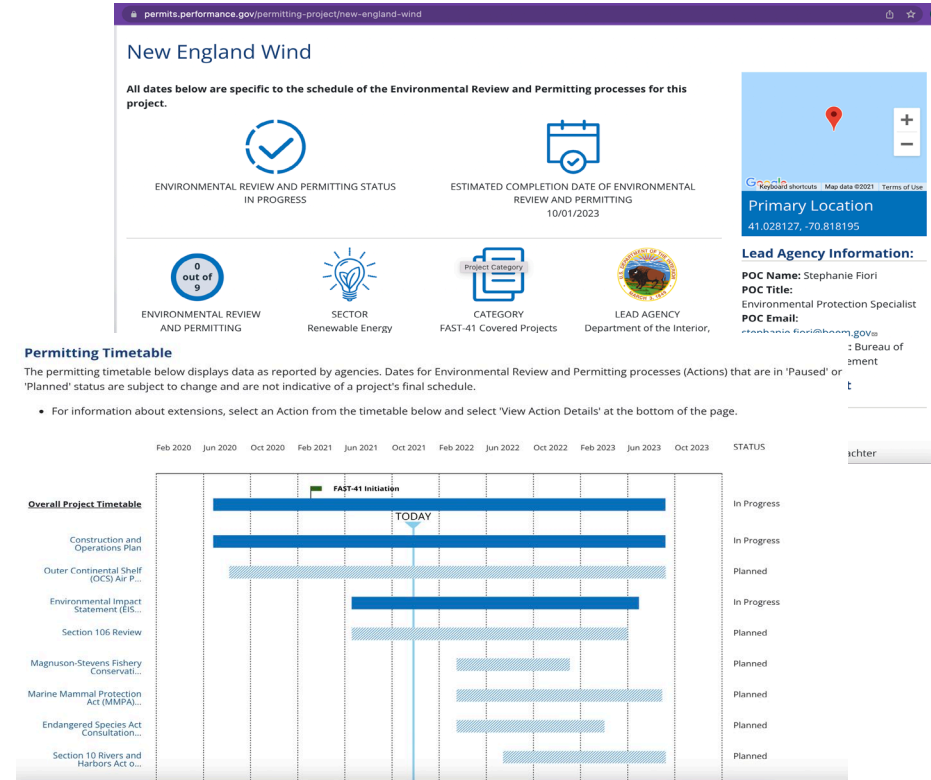 permits.performance.gov/permitting-project/new-england-wind
New England Wind
All dates below are specific to the schedule of the Environmental Review and Permitting processes for this
project.
ENVIRONMENTAL REVIEW AND PERMITTING STATUS
IN PROGRESS
ESTIMATED COMPLETION DATE OF ENVIRONMENTAL
REVIEW AND PERMITTING
10/01/2023
0
out of
9
ENVIRONMENTAL REVIEW
AND PERMITTING
SECTOR
Renewable Energy
Project Category
CATEGORY
FAST-41 Covered Projects
MARCH 3, 1849
LEAD AGENCY
Department of the Interior,
+
−
Google
Keyboard shortcuts Map data ©2021 Terms of Use
Primary Location
41.028127, -70.818195
Lead Agency Information:
POC Name: Stephanie Fiori
POC Title:
Environmental Protection Specialist
POC Email:
stephanie.fiori@boem.gov
: Bureau of
ement
t
achter
Permitting Timetable
The permitting timetable below displays data as reported by agencies. Dates for Environmental Review and Permitting processes (Actions) that are in 'Paused' or
'Planned' status are subject to change and are not indicative of a project's final schedule.
• For information about extensions, select an Action from the timetable below and select 'View Action Details' at the bottom of the page.
Feb 2020 Jun 2020 Oct 2020 Feb 2021 Jun 2021 Oct 2021 Feb 2022 Jun 2022 Oct 2022 Feb 2023 Jun 2023 Oct 2023 STATUS
FAST-41 Initiation
Overall Project Timetable In Progress
TODAY
Construction and
Operations Plan
In Progress
Outer Continental Shelf
(OCS) Air P...
Planned
Environmental Impact
Statement (EIS...
In Progress
Section 106 Review Planned
Magnuson-Stevens Fishery
Conservati...
Planned
Marine Mammal Protection
Act (MMPA)...
Planned
Endangered Species Act
Consultation...
Planned
Section 10 Rivers and
Harbors Act o...
Planned